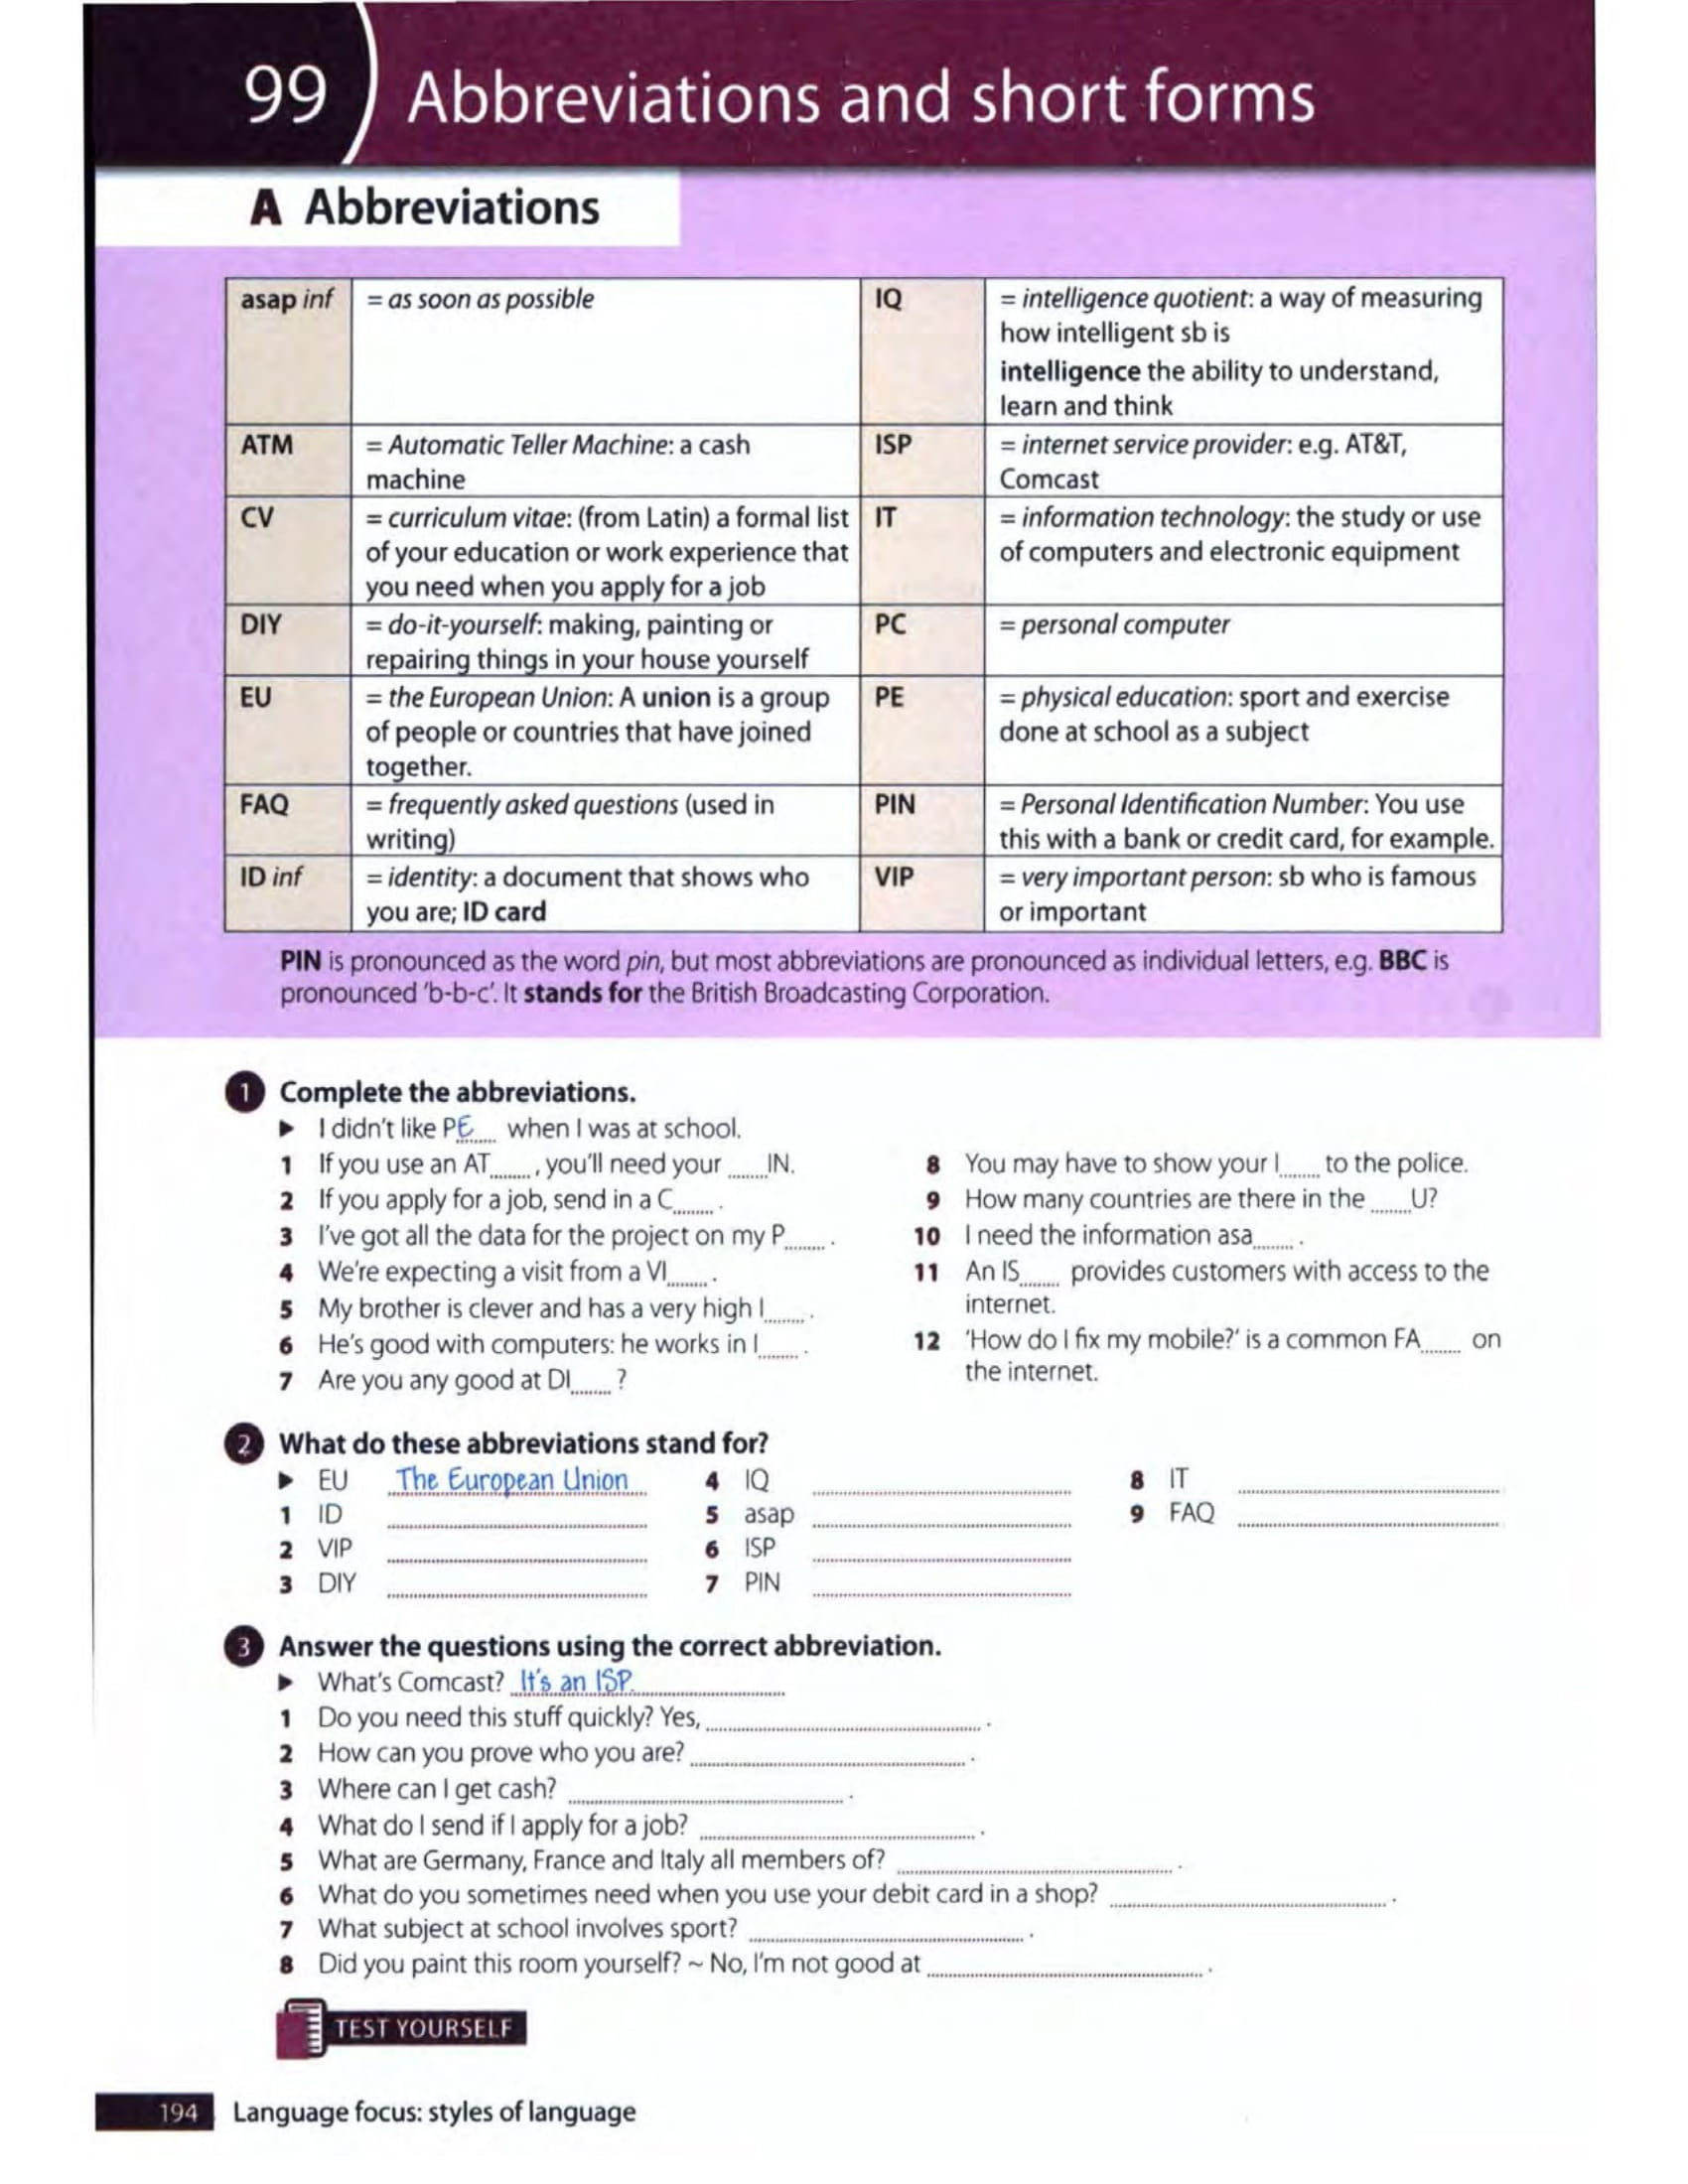 99 Abbreviations and short forms
A Abbreviations
asap inf = as soon as possible
IQ = intelligence quotient: a way of measuring
how intelligent sb is
intelligence the ability to understand,
learn and think
ATM = Automatic Teller Machine: a cash
machine
ISP = internet service provider: e.g. AT&T,
Comcast
CV = curriculum vitae: (from Latin) a formal list
of your education or work experience that
you need when you apply for a job
IT = information technology: the study or use
of computers and electronic equipment
DIY = do-it-yourself: making, painting or
repairing things in your house yourself
PC = personal computer
EU = the European Union: A union is a group
of people or countries that have joined
together.
PE = physical education: sport and exercise
done at school as a subject
FAQ = frequently asked questions (used in
writing)
PIN = Personal Identification Number: You use
this with a bank or credit card, for example.
ID inf = identity: a document that shows who
you are; ID card
VIP = very important person: sb who is famous
or important
PIN is pronounced as the word pin, but most abbreviations are pronounced as individual letters, e.g. BBC is
pronounced 'b-b-c'. It stands for the British Broadcasting Corporation.
1 Complete the abbreviations.
► I didn't like PE when I was at school.
1 If you use an AT........, you'll need your ........IN.
2 If you apply for a job, send in a C........ .
3 I've got all the data for the project on my P........ .
4 We're expecting a visit from a VI........ .
5 My brother is clever and has a very high I........ .
6 He's good with computers: he works in I........ .
7 Are you any good at DI........ ?
8 You may have to show your I........ to the police.
9 How many countries are there in the ........U?
10 I need the information asa........ .
11 An IS........ provides customers with access to the
internet.
12 'How do I fix my mobile?' is a common FA........ on
the internet.
2 What do these abbreviations stand for?
► EU The European Union
1 ID
2 VIP
3 DIY
4 IQ
5 asap
6 ISP
7 PIN
8 IT
9 FAQ
3 Answer the questions using the correct abbreviation.
► What's Comcast? It's an ISP.
1 Do you need this stuff quickly? Yes, ........ .
2 How can you prove who you are? ........ .
3 Where can I get cash? ........ .
4 What do I send if I apply for a job? ........ .
5 What are Germany, France and Italy all members of? ........ .
6 What do you sometimes need when you use your debit card in a shop? ........ .
7 What subject at school involves sport? ........ .
8 Did you paint this room yourself? ~ No, I'm not good at ........ .
TEST YOURSELF
194 Language focus: styles of language